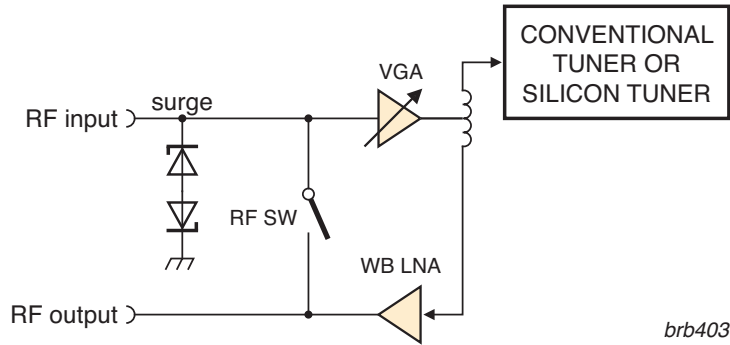 CONVENTIONAL
TUNER OR
SILICON TUNER
VGA
surge
RF input
RF SW
WB LNA
RF output
brb403